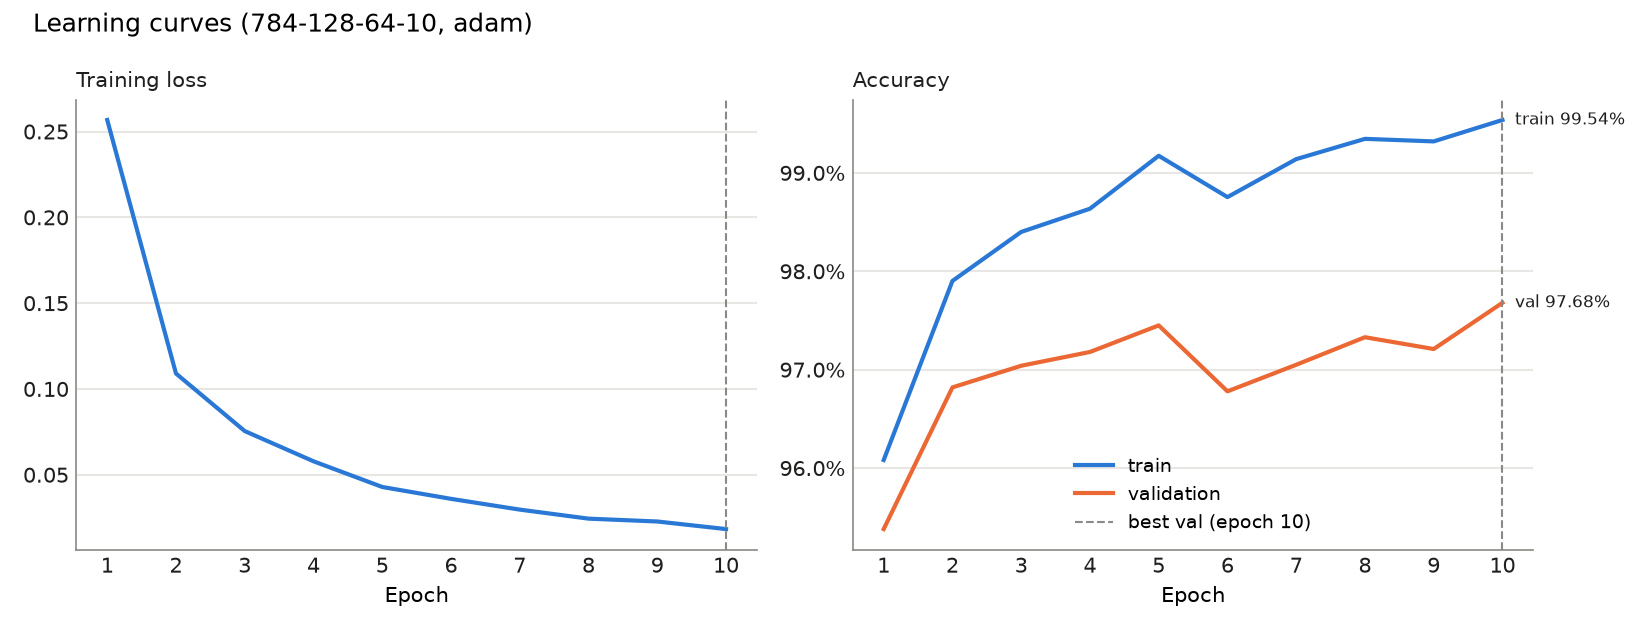 Learning curves (784-128-64-10, adam)
Training loss
0.25
0.20
0.15
0.10
0.05
1 2 3 4 5 6 7 8 9 10
Epoch
Accuracy
99.0%
98.0%
97.0%
96.0%
train 99.54%
val 97.68%
train
validation
best val (epoch 10)
1 2 3 4 5 6 7 8 9 10
Epoch